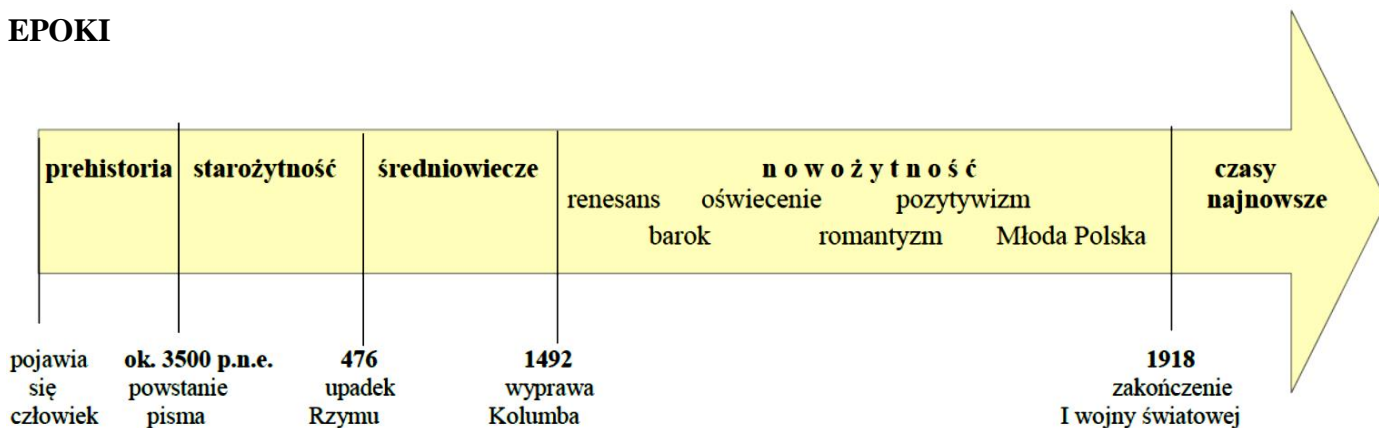 EPOKI
prehistoria starożytność średniowiecze n o w o ż y t n o ś ć czasy
renesans oświecenie pozytywizm najnowsze
barok romantyzm Młoda Polska
pojawia ok. 3500 p.n.e. 476 1492 1918
się powstanie upadek wyprawa zakończenie
człowiek pisma Rzymu Kolumba I wojny światowej